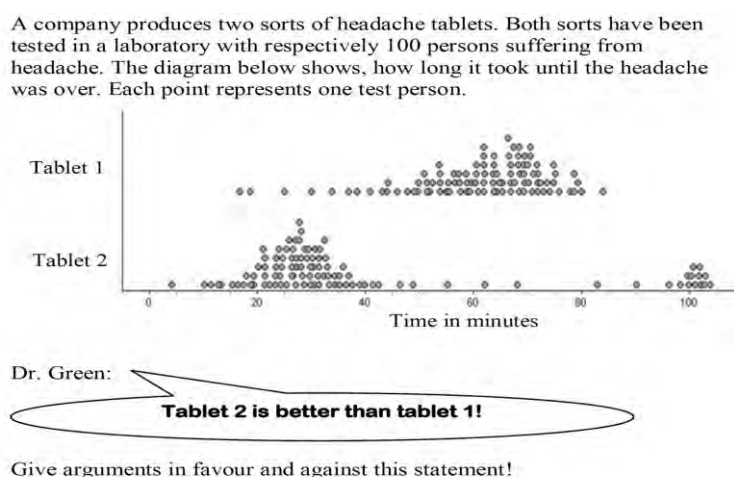 A company produces two sorts of headache tablets. Both sorts have been
tested in a laboratory with respectively 100 persons suffering from
headache. The diagram below shows, how long it took until the headache
was over. Each point represents one test person.
Tablet 1
Tablet 2
0 20 40 60 80 100
Time in minutes
Dr. Green:
Tablet 2 is better than tablet 1!
Give arguments in favour and against this statement!